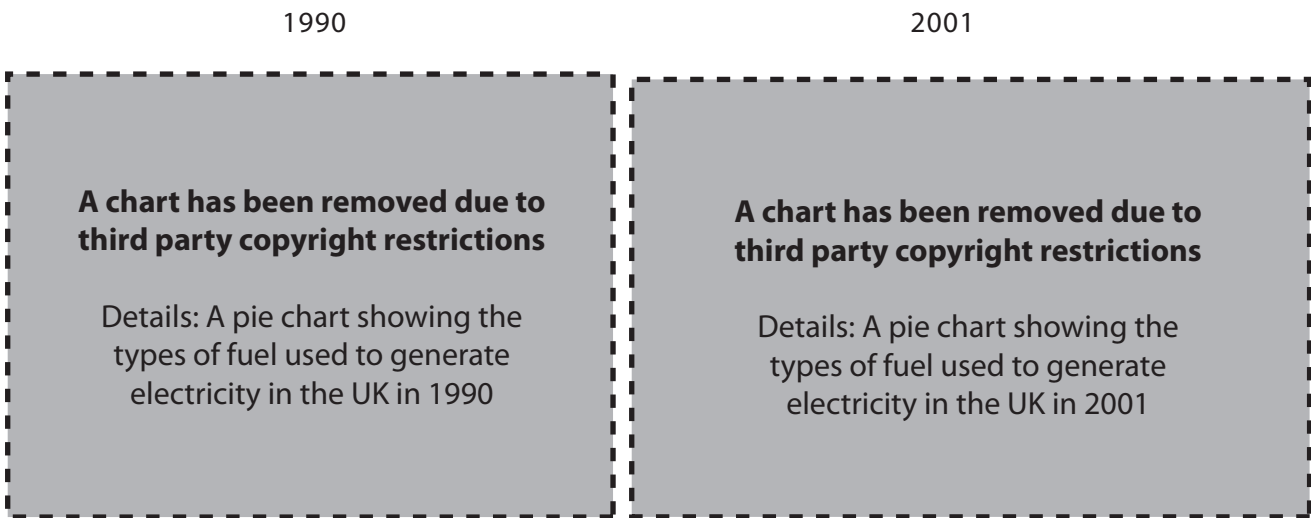 1990
2001
A chart has been removed due to
third party copyright restrictions
Details: A pie chart showing the
types of fuel used to generate
electricity in the UK in 1990
A chart has been removed due to
third party copyright restrictions
Details: A pie chart showing the
types of fuel used to generate
electricity in the UK in 2001